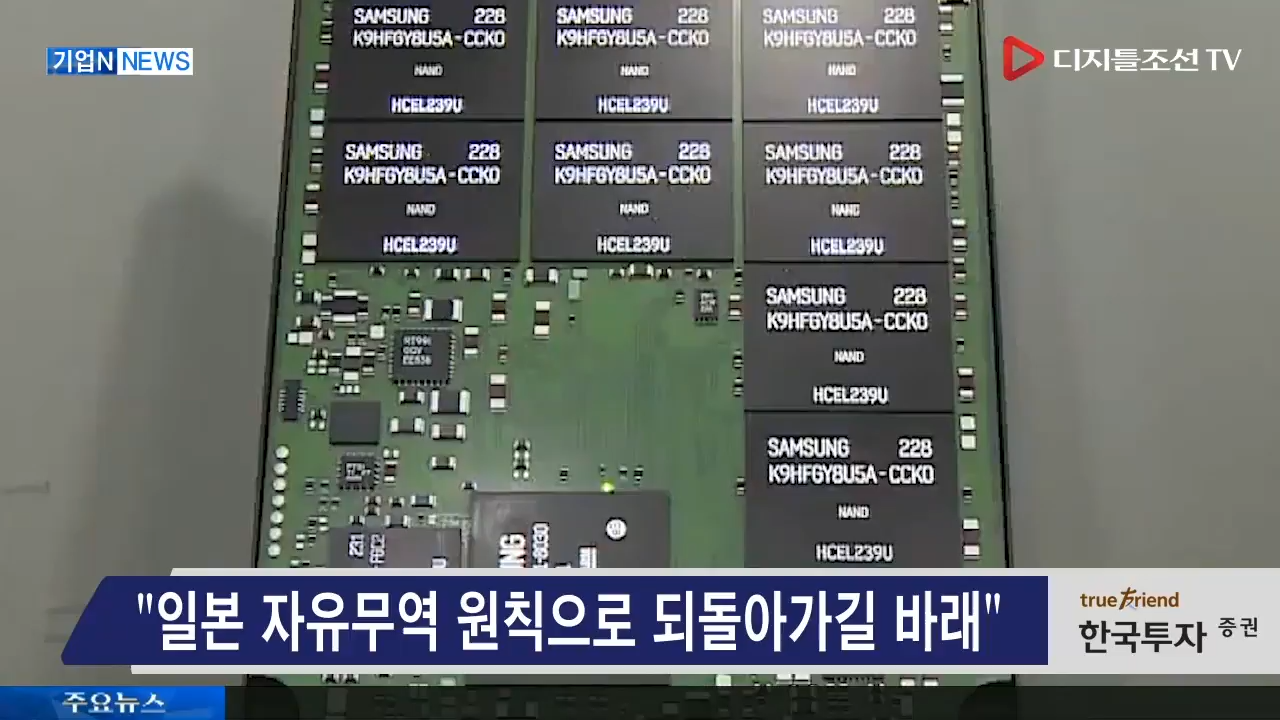 기업N NEWS
디지틀조선 TV
SAMSUNG 228
K9HFGY8U5A-CCK0
NAND
HCEL239U
SAMSUNG 228
K9HFGY8U5A-CCK0
NAND
HCEL239U
SAMSUNG 228
K9HFGY8U5A-CCK0
NAND
HCEL239U
SAMSUNG 228
K9HFGY8U5A-CCK0
NAND
HCEL239U
SAMSUNG 228
K9HFGY8U5A-CCK0
NAND
HCEL239U
SAMSUNG 228
K9HFGY8U5A-CCK0
NAND
HCEL239U
SAMSUNG 228
K9HFGY8U5A-CCK0
NAND
HCEL239U
SAMSUNG 228
K9HFGY8U5A-CCK0
NAND
HCEL239U
231
"일본 자유무역 원칙으로 되돌아가길 바래"
true friend
한국투자 증권
주요뉴스